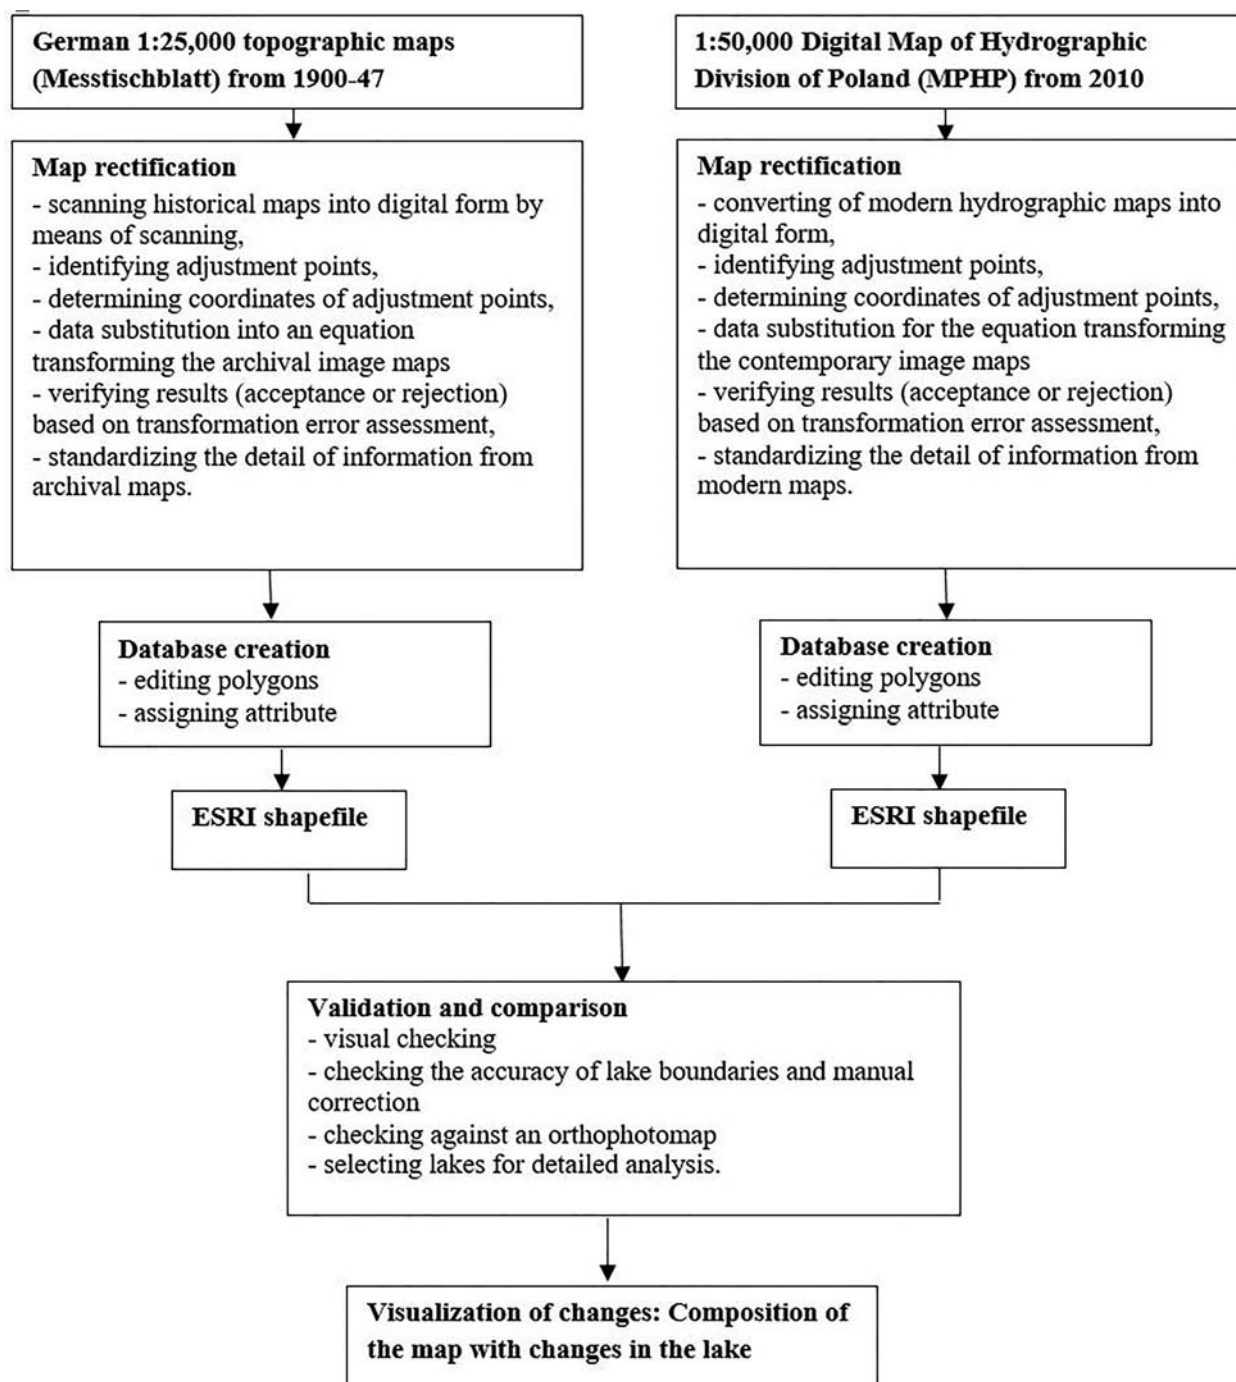 German 1:25,000 topographic maps
(Messtischblatt) from 1900-47
1:50,000 Digital Map of Hydrographic
Division of Poland (MPHP) from 2010
Map rectification
- scanning historical maps into digital form by
means of scanning,
- identifying adjustment points,
- determining coordinates of adjustment points,
- data substitution into an equation
transforming the archival image maps
- verifying results (acceptance or rejection)
based on transformation error assessment,
- standardizing the detail of information from
archival maps.
Map rectification
- converting of modern hydrographic maps into
digital form,
- identifying adjustment points,
- determining coordinates of adjustment points,
- data substitution for the equation transforming
the contemporary image maps
- verifying results (acceptance or rejection)
based on transformation error assessment,
- standardizing the detail of information from
modern maps.
Database creation
- editing polygons
- assigning attribute
Database creation
- editing polygons
- assigning attribute
ESRI shapefile
ESRI shapefile
Validation and comparison
- visual checking
- checking the accuracy of lake boundaries and manual
correction
- checking against an orthophotomap
- selecting lakes for detailed analysis.
Visualization of changes: Composition of
the map with changes in the lake